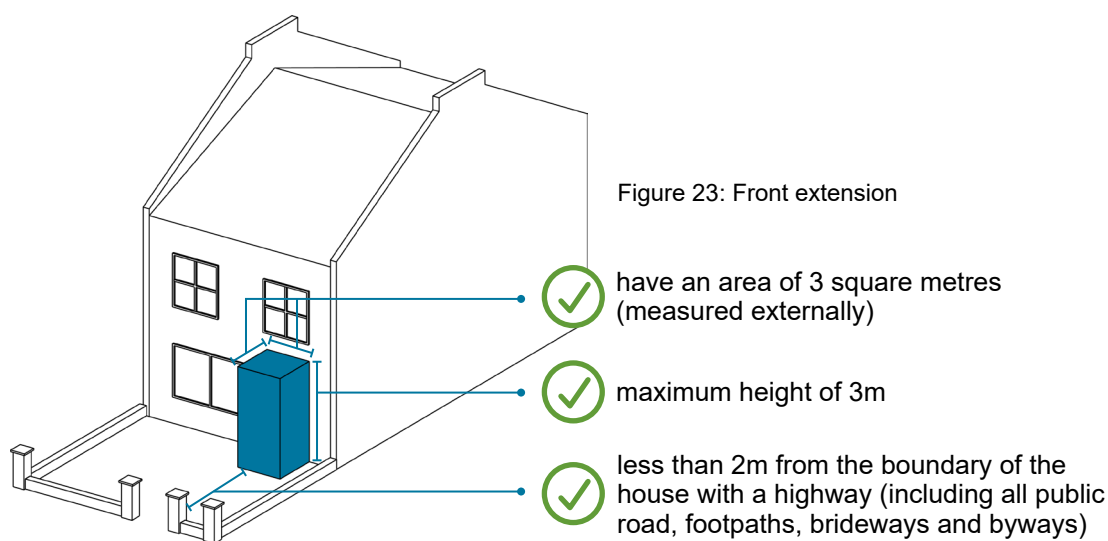 Figure 23: Front extension
have an area of 3 square metres
(measured externally)
maximum height of 3m
less than 2m from the boundary of the
house with a highway (including all public
road, footpaths, brideways and byways)